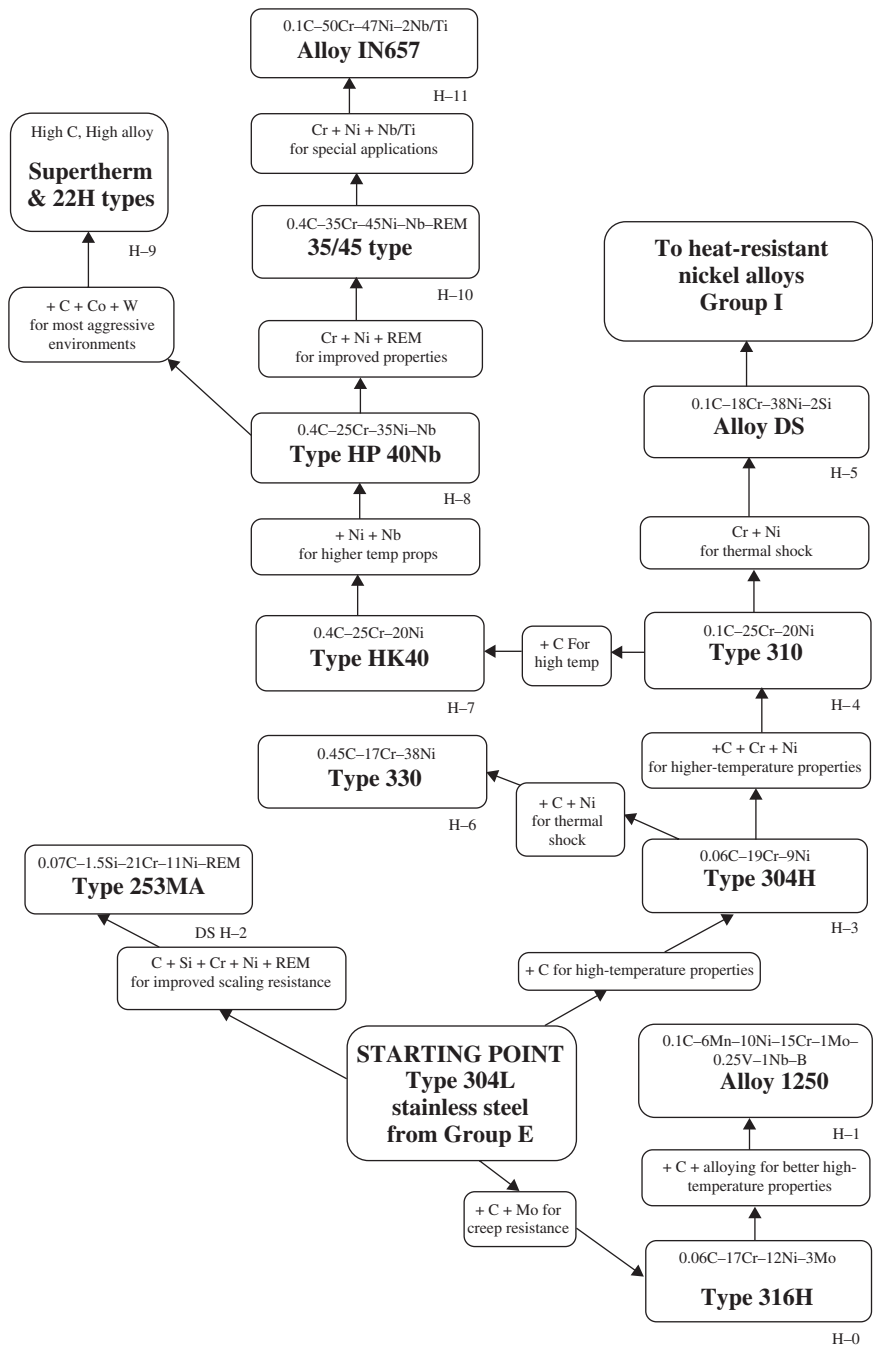 0.1C–50Cr–47Ni–2Nb/Ti
Alloy IN657
H–11
Cr + Ni + Nb/Ti
for special applications
High C, High alloy
Supertherm
& 22H types
H–9
0.4C–35Cr–45Ni–Nb–REM
35/45 type
H–10
To heat-resistant
nickel alloys
Group I
+ C + Co + W
for most aggressive
environments
Cr + Ni + REM
for improved properties
0.4C–25Cr–35Ni–Nb
Type HP 40Nb
H–8
0.1C–18Cr–38Ni–2Si
Alloy DS
H–5
+ Ni + Nb
for higher temp props
Cr + Ni
for thermal shock
0.4C–25Cr–20Ni
Type HK40
H–7
+ C For
high temp
0.1C–25Cr–20Ni
Type 310
H–4
+C + Cr + Ni
for higher-temperature properties
0.45C–17Cr–38Ni
Type 330
H–6
+ C + Ni
for thermal
shock
0.06C–19Cr–9Ni
Type 304H
H–3
0.07C–1.5Si–21Cr–11Ni–REM
Type 253MA
DS H–2
C + Si + Cr + Ni + REM
for improved scaling resistance
+ C for high-temperature properties
STARTING POINT
Type 304L
stainless steel
from Group E
0.1C–6Mn–10Ni–15Cr–1Mo–
0.25V–1Nb–B
Alloy 1250
H–1
+ C + alloying for better high-
temperature properties
+ C + Mo for
creep resistance
0.06C–17Cr–12Ni–3Mo
Type 316H
H–0